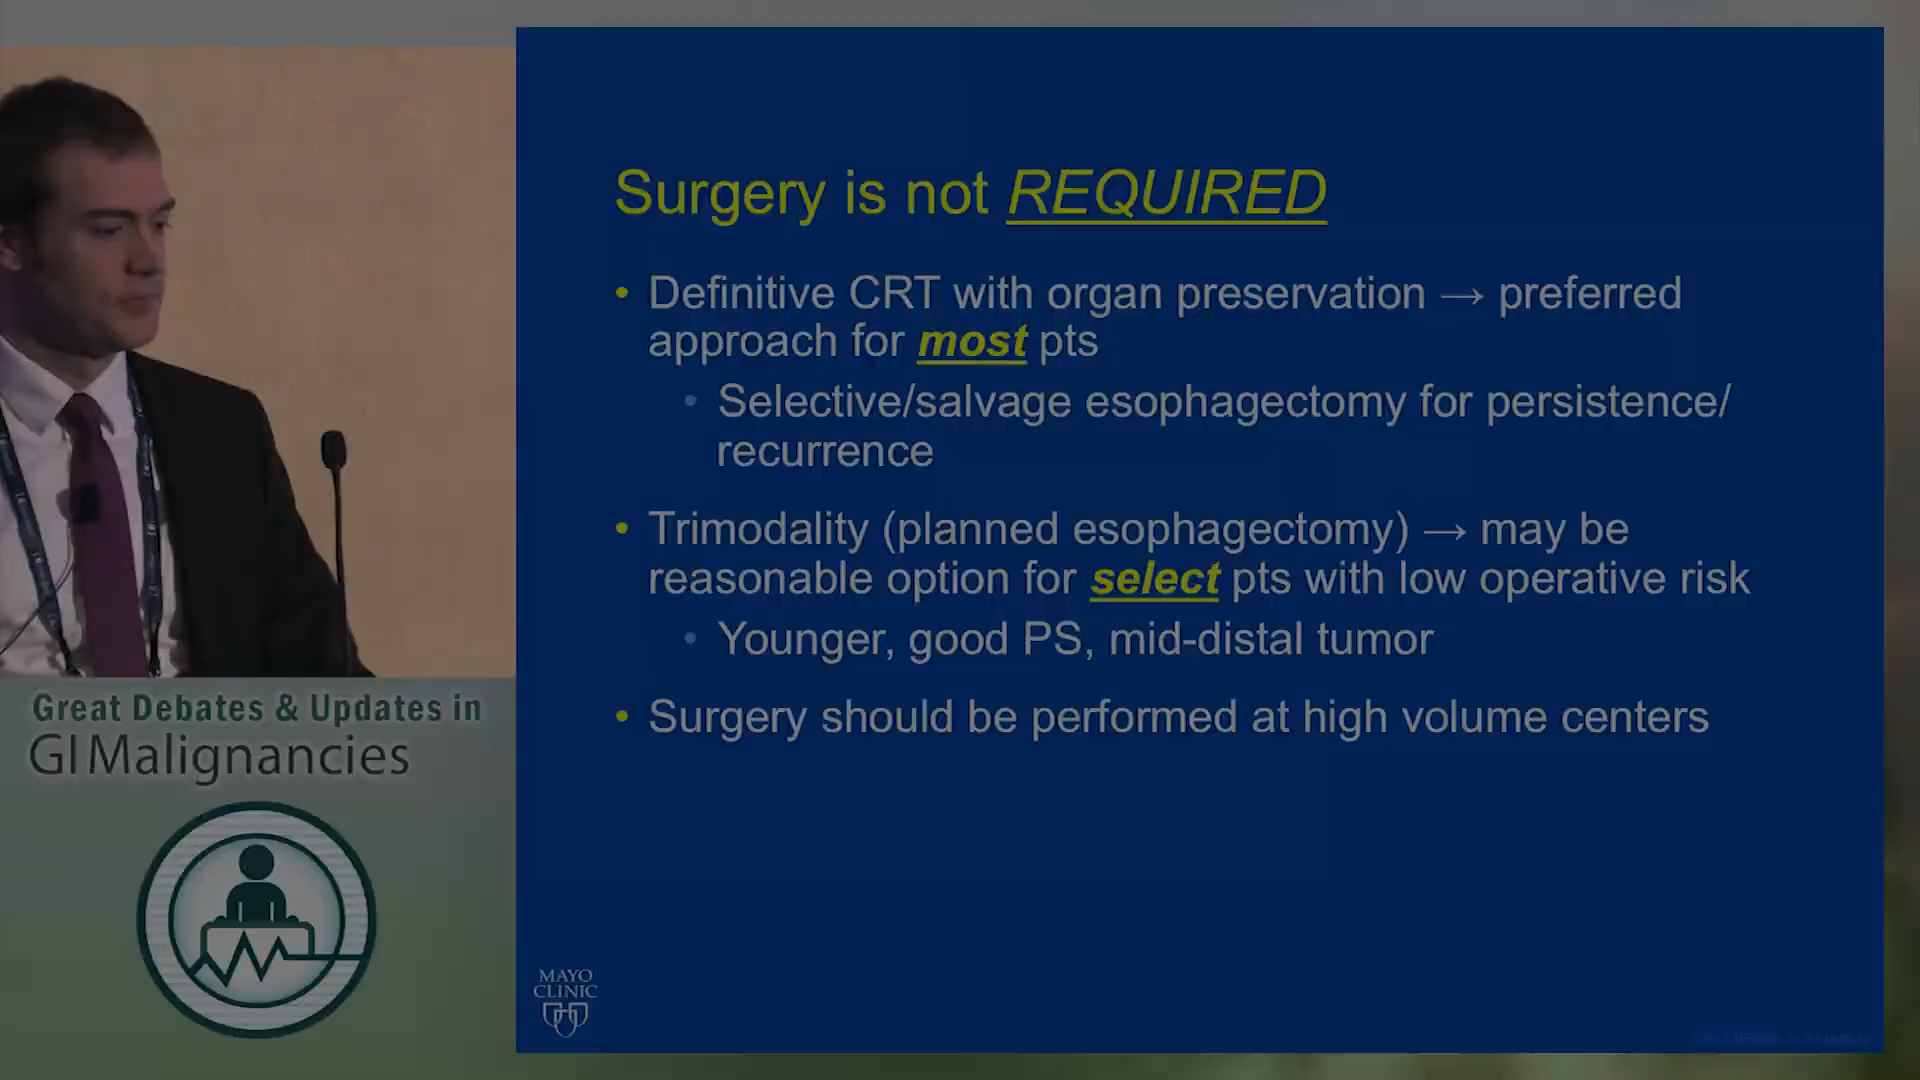 Surgery is not REQUIRED
• Definitive CRT with organ preservation → preferred
approach for most pts
• Selective/salvage esophagectomy for persistence/
recurrence
• Trimodality (planned esophagectomy) → may be
reasonable option for select pts with low operative risk
• Younger, good PS, mid-distal tumor
• Surgery should be performed at high volume centers
Great Debates & Updates in
GI Malignancies
MAYO
CLINIC